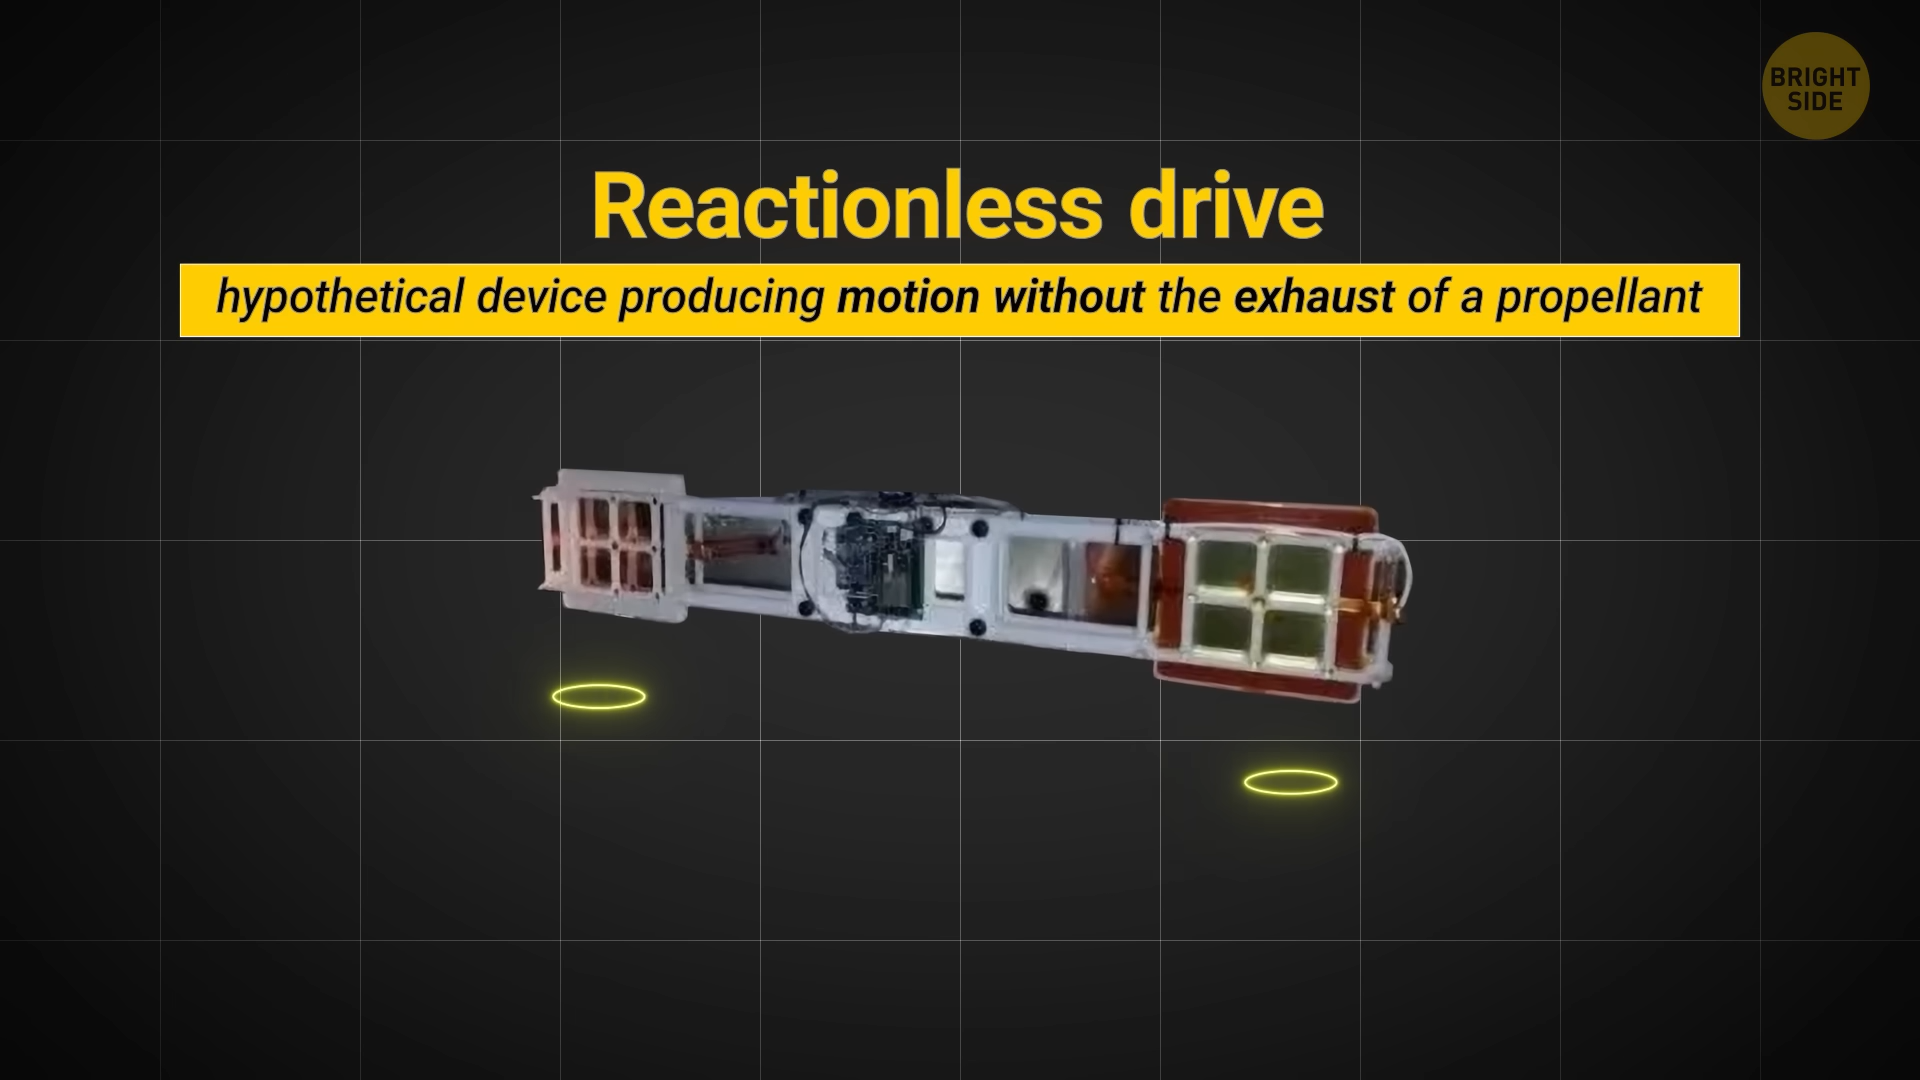 BRIGHT
SIDE
Reactionless drive
hypothetical device producing motion without the exhaust of a propellant